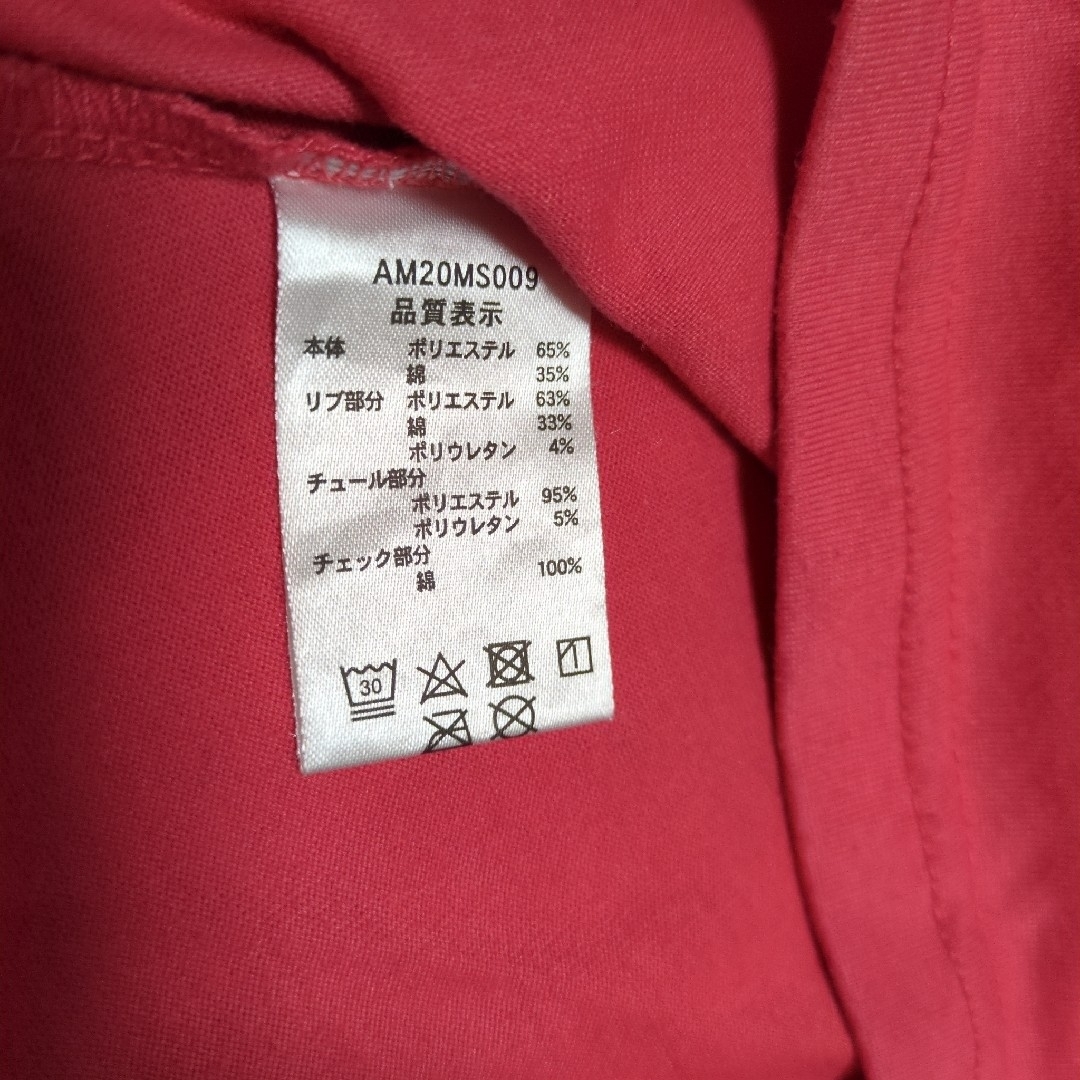 AM20MS009
品質表示
本体 ポリエステル 65%
綿 35%
リブ部分 ポリエステル 63%
綿 33%
ポリウレタン 4%
チュール部分
ポリエステル 95%
ポリウレタン 5%
チェック部分
綿 100%
30